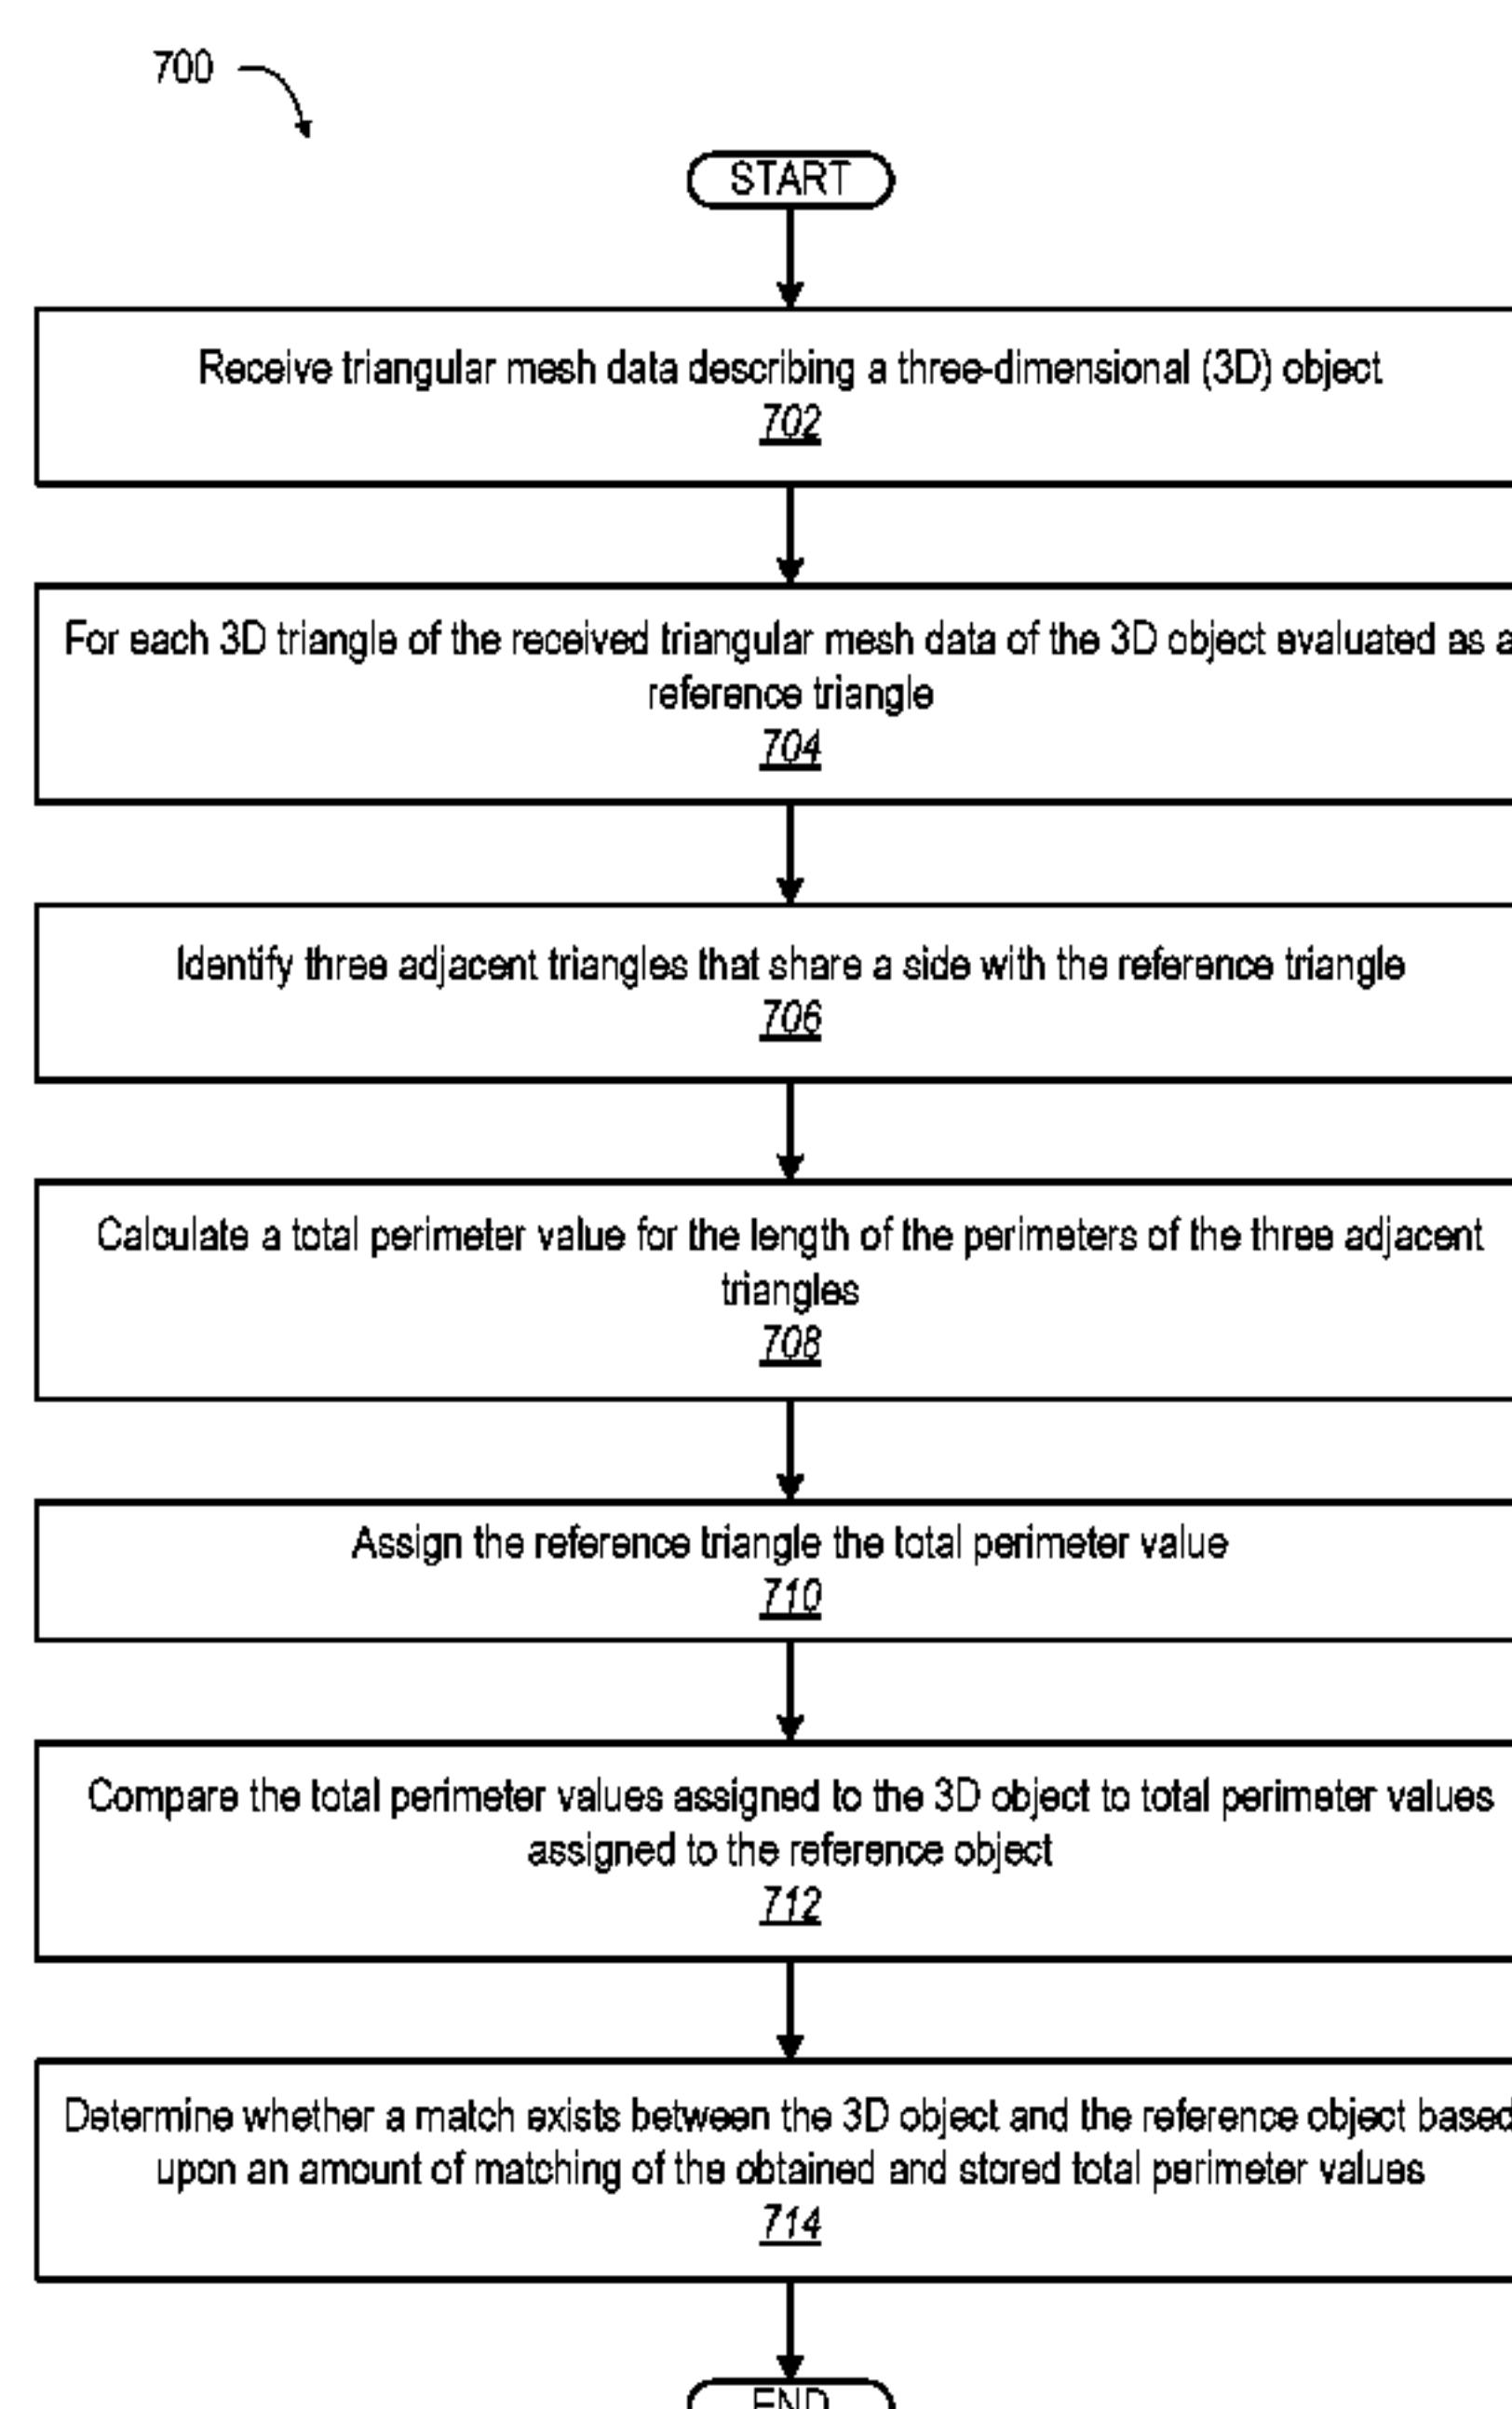 700
START
Receive triangular mesh data describing a three-dimensional (3D) object
702
For each 3D triangle of the received triangular mesh data of the 3D object evaluated as a
reference triangle
704
Identify three adjacent triangles that share a side with the reference triangle
706
Calculate a total perimeter value for the length of the perimeters of the three adjacent
triangles
708
Assign the reference triangle the total perimeter value
710
Compare the total perimeter values assigned to the 3D object to total perimeter values
assigned to the reference object
712
Determine whether a match exists between the 3D object and the reference object based
upon an amount of matching of the obtained and stored total perimeter values
714
END